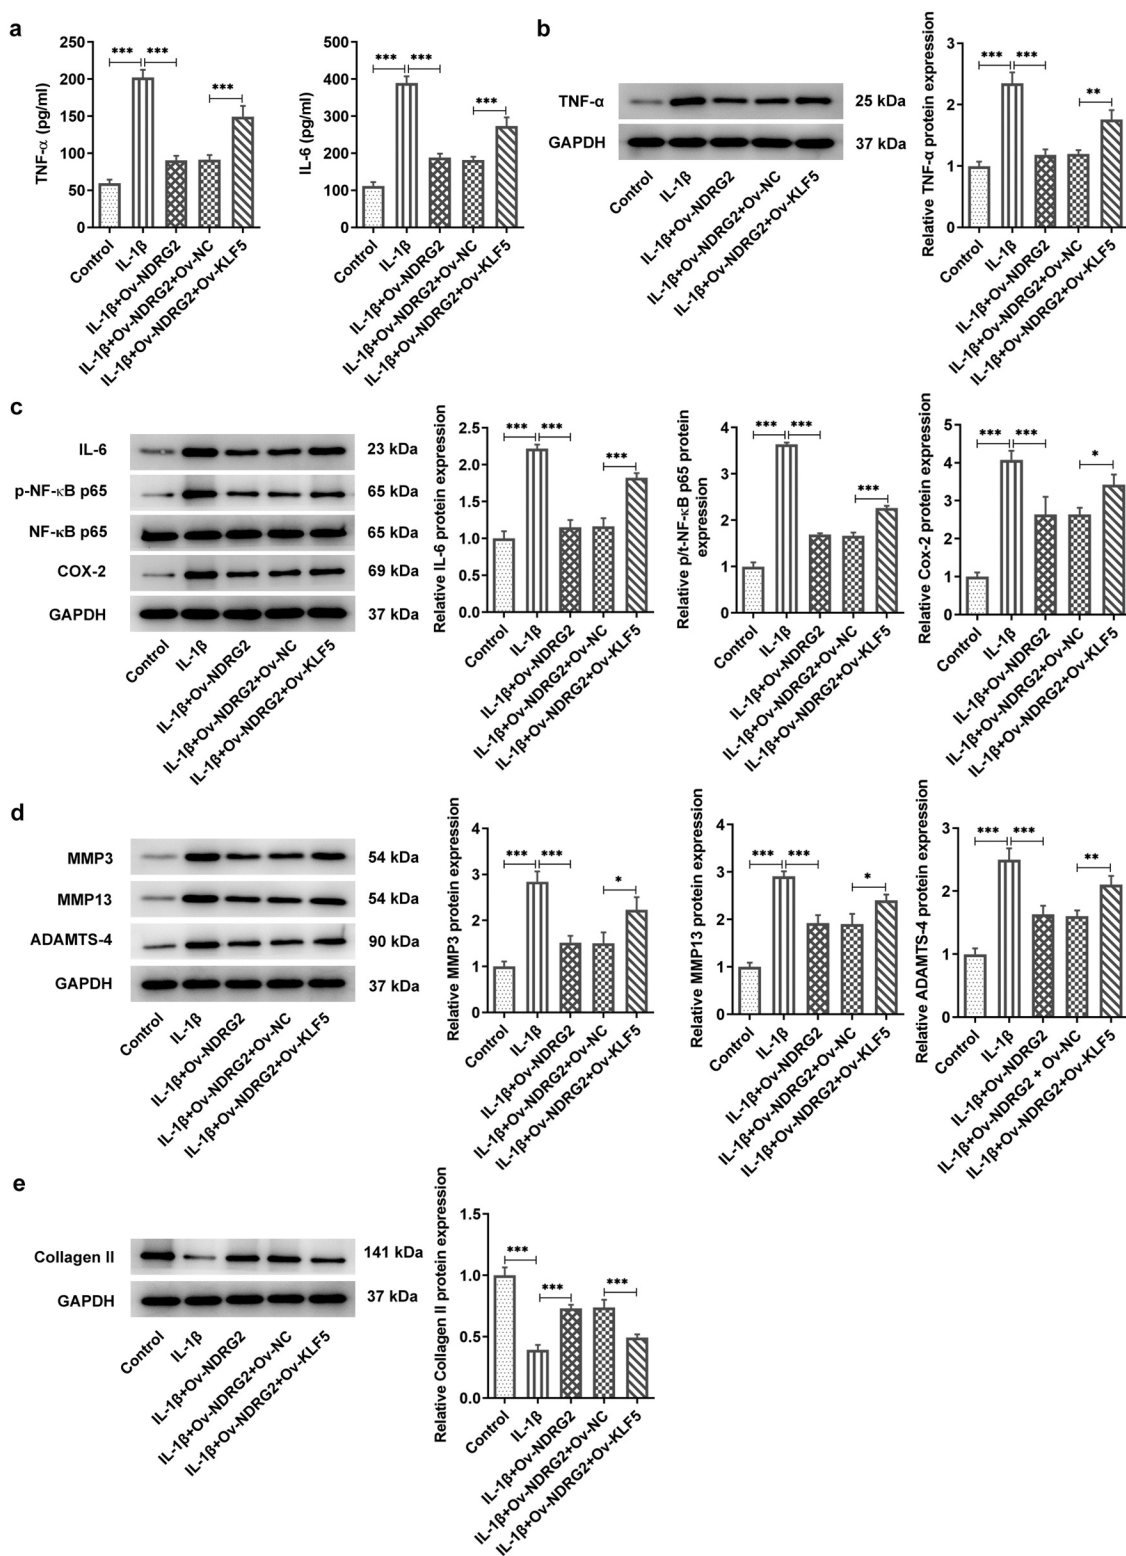 a
TNF-α (pg/ml)
250
200
150
100
50
0
***
***
***
Control
IL-1β
IL-1β+Ov-NDRG2
IL-1β+Ov-NDRG2+Ov-NC
IL-1β+Ov-NDRG2+Ov-KLF5
IL-6 (pg/ml)
500
400
300
200
100
0
***
***
***
Control
IL-1β
IL-1β+Ov-NDRG2
IL-1β+Ov-NDRG2+Ov-NC
IL-1β+Ov-NDRG2+Ov-KLF5
b
TNF-α
25 kDa
GAPDH
37 kDa
Control
IL-1β
IL-1β+Ov-NDRG2
IL-1β+Ov-NDRG2+Ov-NC
IL-1β+Ov-NDRG2+Ov-KLF5
Relative TNF-α protein expression
3
2
1
0
***
***
**
Control
IL-1β
IL-1β+Ov-NDRG2
IL-1β+Ov-NDRG2+Ov-NC
IL-1β+Ov-NDRG2+Ov-KLF5
c
IL-6
23 kDa
p-NF-κB p65
65 kDa
NF-κB p65
65 kDa
COX-2
69 kDa
GAPDH
37 kDa
Control
IL-1β
IL-1β+Ov-NDRG2
IL-1β+Ov-NDRG2+Ov-NC
IL-1β+Ov-NDRG2+Ov-KLF5
Relative IL-6 protein expression
2.5
2.0
1.5
1.0
0.5
0.0
***
***
***
Control
IL-1β
IL-1β+Ov-NDRG2
IL-1β+Ov-NDRG2+Ov-NC
IL-1β+Ov-NDRG2+Ov-KLF5
Relative p/t-NF-κB p65 protein
expression
4
3
2
1
0
***
***
***
Control
IL-1β
IL-1β+Ov-NDRG2
IL-1β+Ov-NDRG2+Ov-NC
IL-1β+Ov-NDRG2+Ov-KLF5
Relative Cox-2 protein expression
5
4
3
2
1
0
***
***
*
Control
IL-1β
IL-1β+Ov-NDRG2
IL-1β+Ov-NDRG2+Ov-NC
IL-1β+Ov-NDRG2+Ov-KLF5
d
MMP3
54 kDa
MMP13
54 kDa
ADAMTS-4
90 kDa
GAPDH
37 kDa
Control
IL-1β
IL-1β+Ov-NDRG2
IL-1β+Ov-NDRG2+Ov-NC
IL-1β+Ov-NDRG2+Ov-KLF5
Relative MMP3 protein expression
4
3
2
1
0
***
***
*
Control
IL-1β
IL-1β+Ov-NDRG2
IL-1β+Ov-NDRG2+Ov-NC
IL-1β+Ov-NDRG2+Ov-KLF5
Relative MMP13 protein expression
4
3
2
1
0
***
***
*
Control
IL-1β
IL-1β+Ov-NDRG2
IL-1β+Ov-NDRG2+Ov-NC
IL-1β+Ov-NDRG2+Ov-KLF5
Relative ADAMTS-4 protein expression
3
2
1
0
***
***
**
Control
IL-1β
IL-1β+Ov-NDRG2
IL-1β+Ov-NDRG2 + Ov-NC
IL-1β+Ov-NDRG2+Ov-KLF5
e
Collagen II
141 kDa
GAPDH
37 kDa
Control
IL-1β
IL-1β+Ov-NDRG2
IL-1β+Ov-NDRG2+Ov-NC
IL-1β+Ov-NDRG2+Ov-KLF5
Relative Collagen II protein expression
1.5
1.0
0.5
0.0
***
***
***
Control
IL-1β
IL-1β+Ov-NDRG2
IL-1β+Ov-NDRG2+Ov-NC
IL-1β+Ov-NDRG2+Ov-KLF5